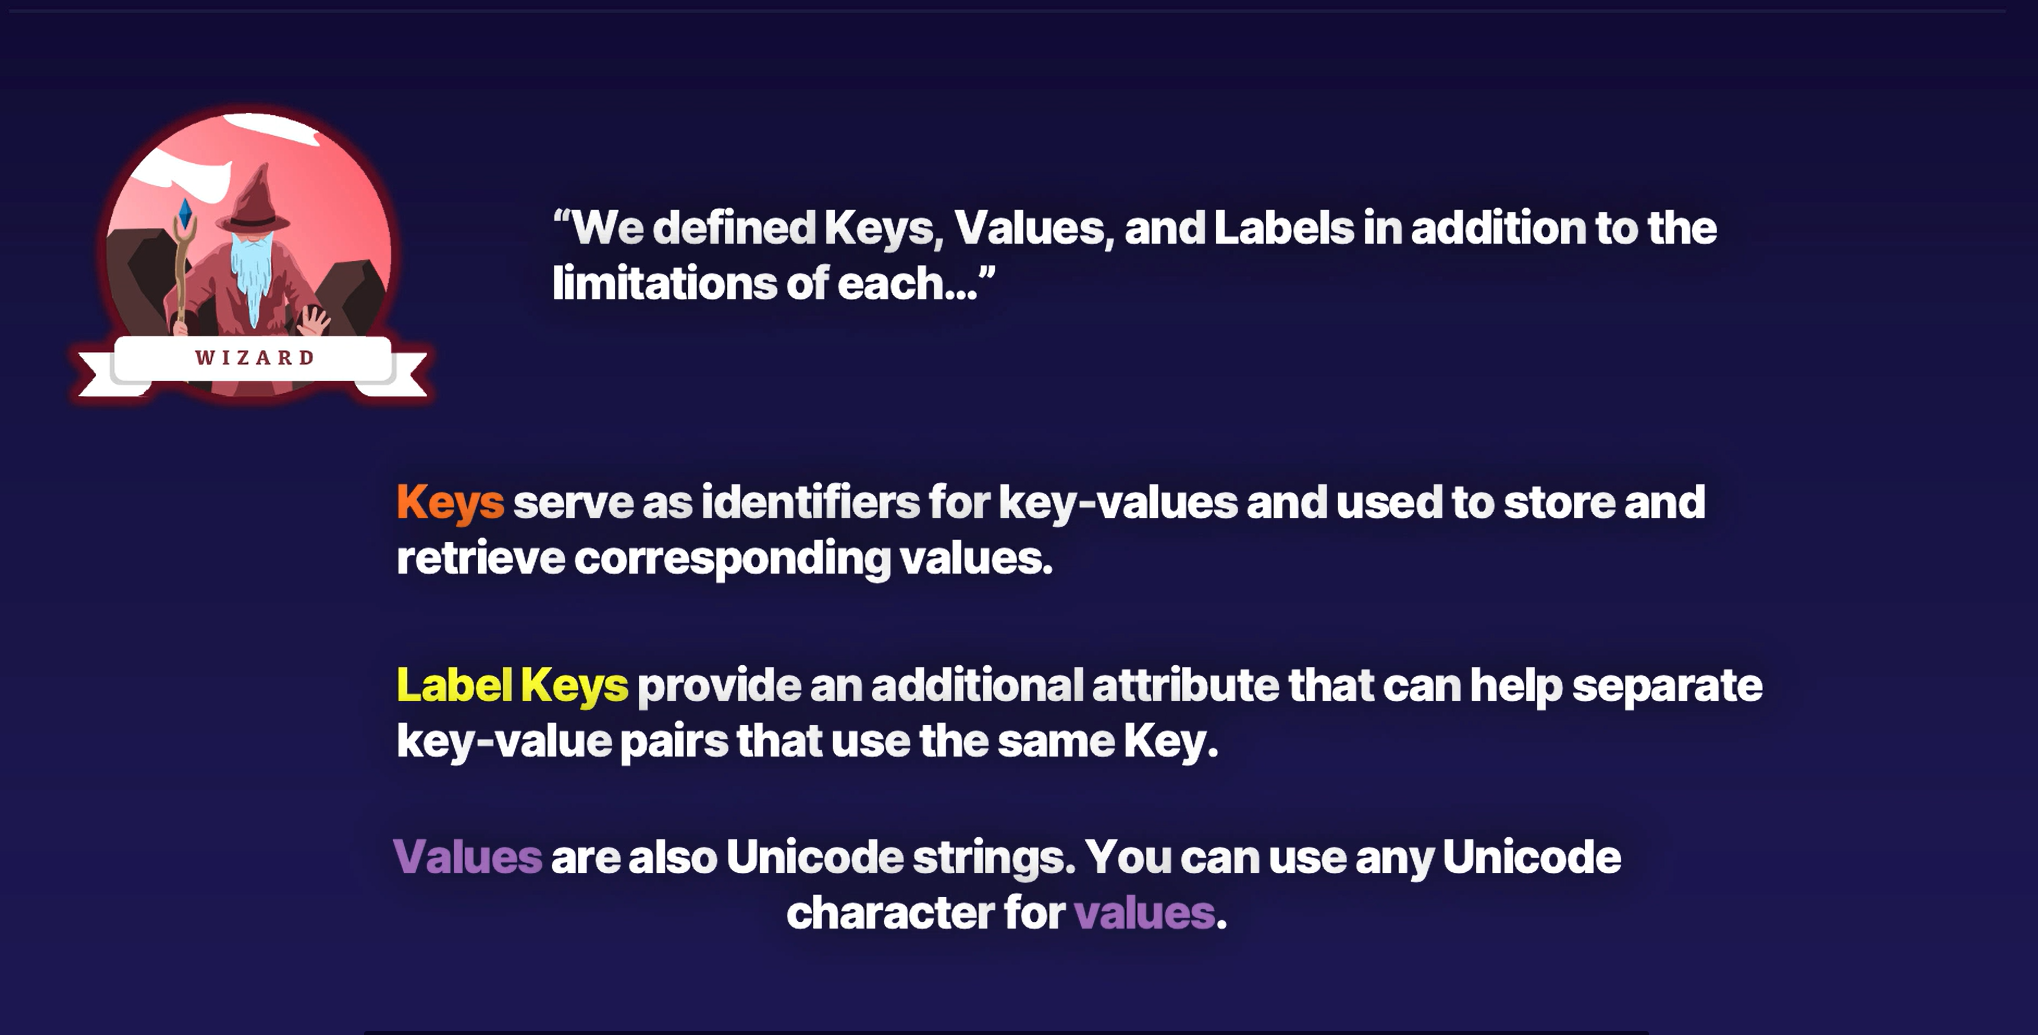 “We defined Keys, Values, and Labels in addition to the
limitations of each...”
WIZARD
Keys serve as identifiers for key-values and used to store and
retrieve corresponding values.
Label Keys provide an additional attribute that can help separate
key-value pairs that use the same Key.
Values are also Unicode strings. You can use any Unicode
character for values.